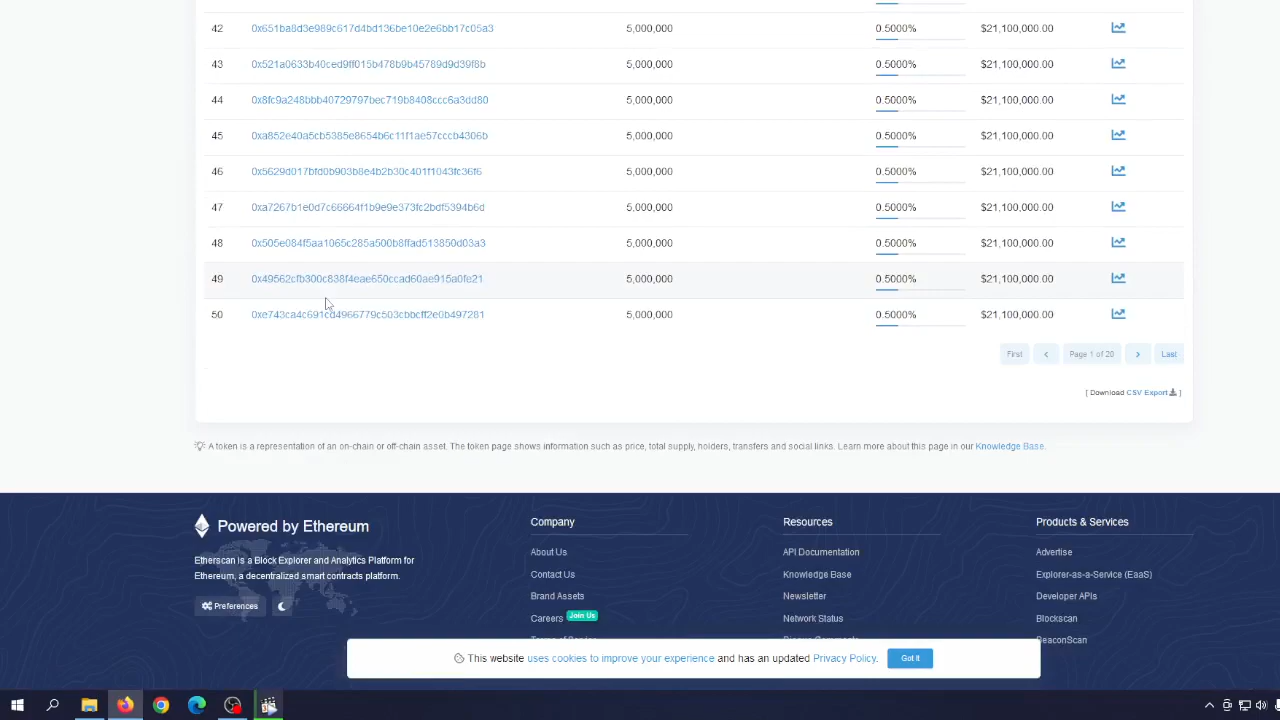 42 0x651ba8d3e989c617d4bd136be10e2e6bb17c05a3 5,000,000 0.5000% $21,100,000.00
43 0x521a0633b40ced9ff015b478b9b45789d9d39f8b 5,000,000 0.5000% $21,100,000.00
44 0x8fc9a248bbb40729797bec719b8408ccc6a3dd80 5,000,000 0.5000% $21,100,000.00
45 0xa852e40a5cb5385e8654b6c11f1ae57cccb4306b 5,000,000 0.5000% $21,100,000.00
46 0x5629d017bfd0b903b8e4b2b30c401f1043fc36f6 5,000,000 0.5000% $21,100,000.00
47 0xa7267b1e0d7c66664f1b9e9e373fc2bdf5394b6d 5,000,000 0.5000% $21,100,000.00
48 0x505e084f5aa1065c285a500b8ffad513850d03a3 5,000,000 0.5000% $21,100,000.00
49 0x49562cfb300c838f4eae650ccad60ae915a0fe21 5,000,000 0.5000% $21,100,000.00
50 0xe743ca4c691cd4966779c503cbbcff2e0b497281 5,000,000 0.5000% $21,100,000.00
First Page 1 of 20 Last
[ Download CSV Export ]
A token is a representation of an on-chain or off-chain asset. The token page shows information such as price, total supply, holders, transfers and social links. Learn more about this page in our Knowledge Base.
Powered by Ethereum
Etherscan is a Block Explorer and Analytics Platform for
Ethereum, a decentralized smart contracts platform.
Preferences
Company
About Us
Contact Us
Brand Assets
Careers Join Us
Resources
API Documentation
Knowledge Base
Newsletter
Network Status
Products & Services
Advertise
Explorer-as-a-Service (EaaS)
Developer APIs
Blockscan
BeaconScan
This website uses cookies to improve your experience and has an updated Privacy Policy. Got It